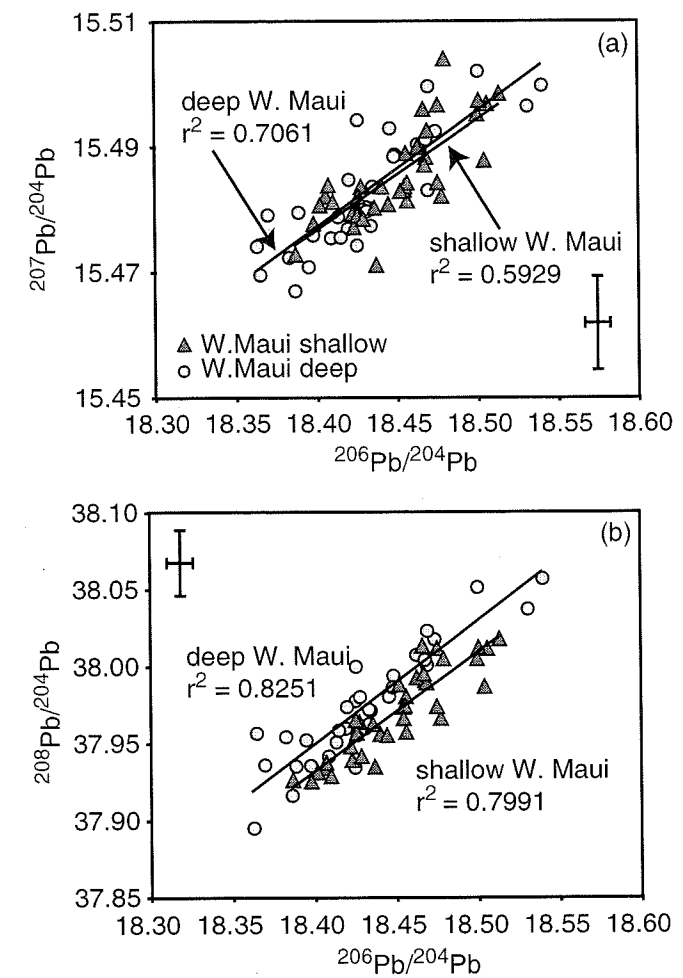 15.51
(a)
deep W. Maui
r² = 0.7061
15.49
²⁰⁷Pb/²⁰⁴Pb
shallow W. Maui
r² = 0.5929
15.47
W.Maui shallow
W.Maui deep
15.45
18.30 18.35 18.40 18.45 18.50 18.55 18.60
²⁰⁶Pb/²⁰⁴Pb
38.10
(b)
38.05
deep W. Maui
r² = 0.8251
38.00
²⁰⁸Pb/²⁰⁴Pb
37.95
shallow W. Maui
r² = 0.7991
37.90
37.85
18.30 18.35 18.40 18.45 18.50 18.55 18.60
²⁰⁶Pb/²⁰⁴Pb